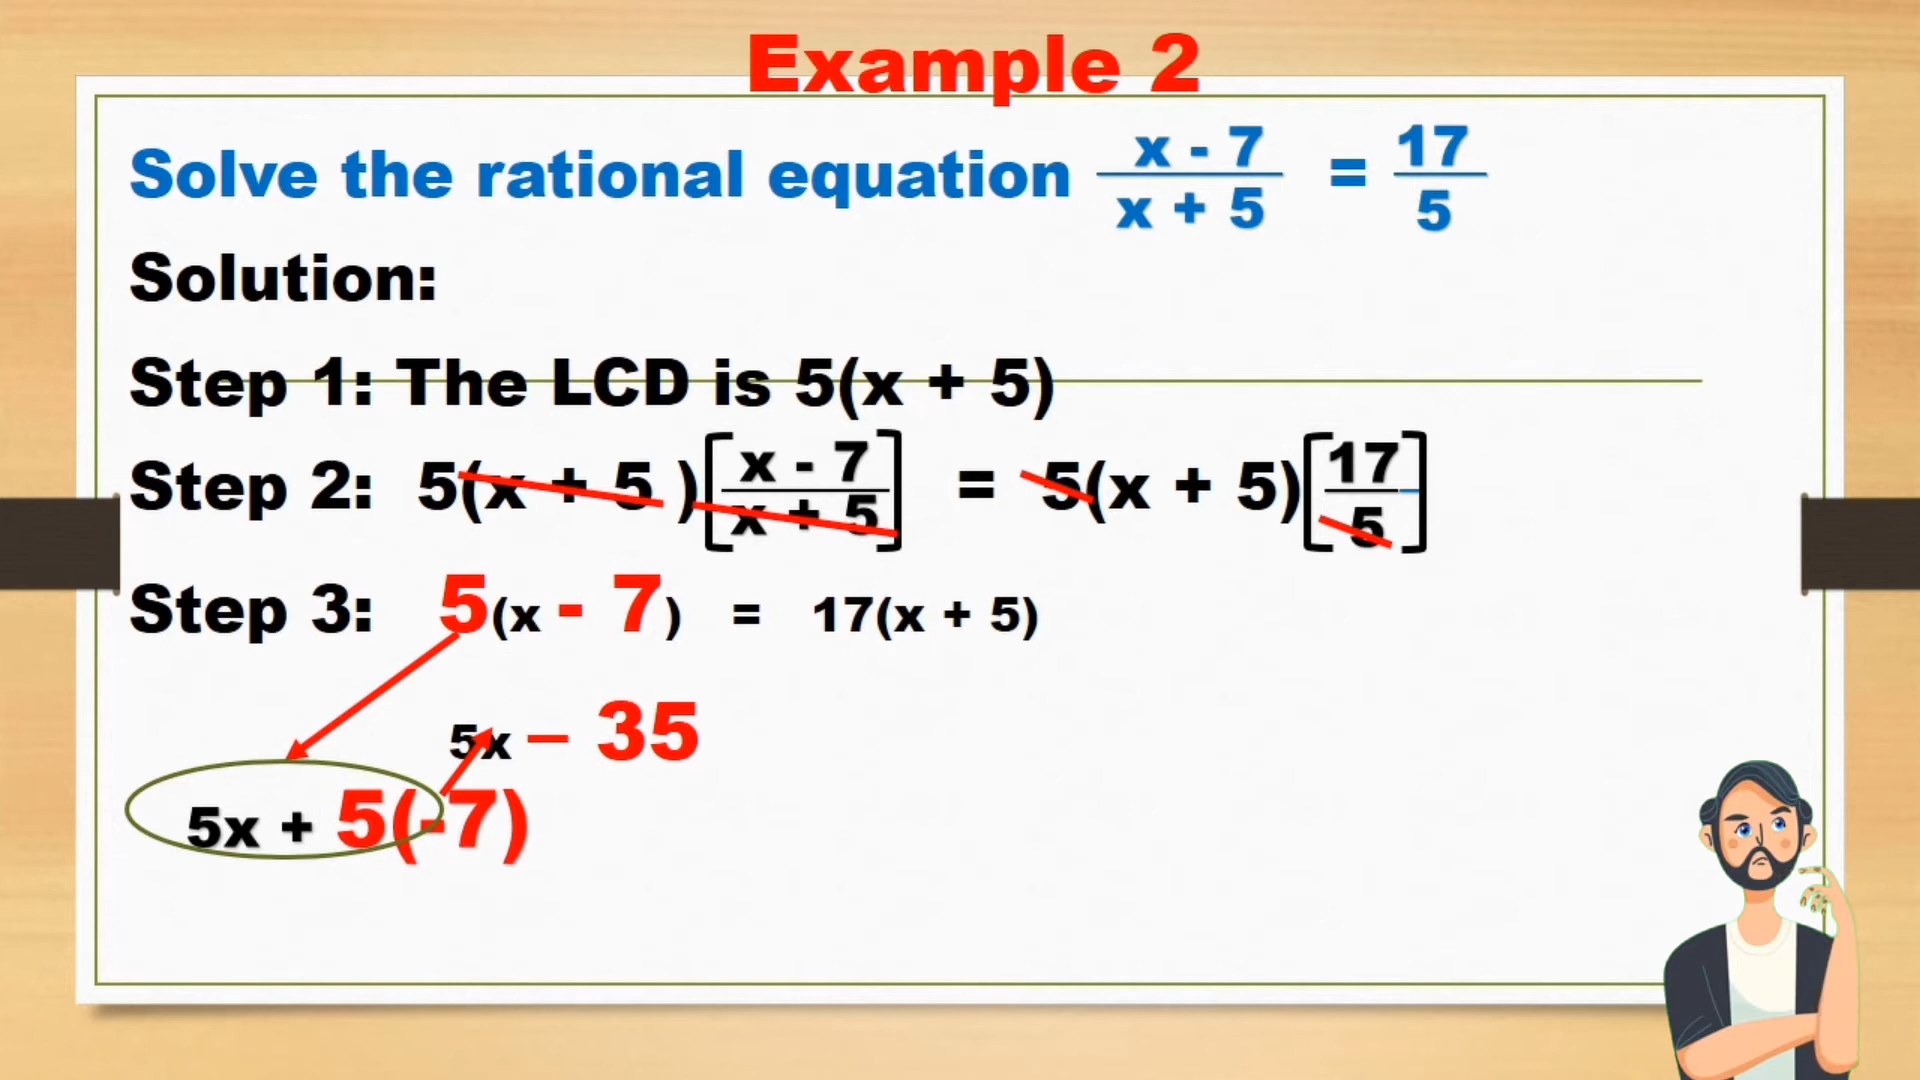 Example 2
Solve the rational equation x - 7 / x + 5 = 17 / 5
Solution:
Step 1: The LCD is 5(x + 5)
Step 2: 5(x + 5 )[x - 7 / x + 5] = 5(x + 5)[17 / 5]
Step 3: 5(x - 7) = 17(x + 5)
5x – 35
5x + 5(-7)